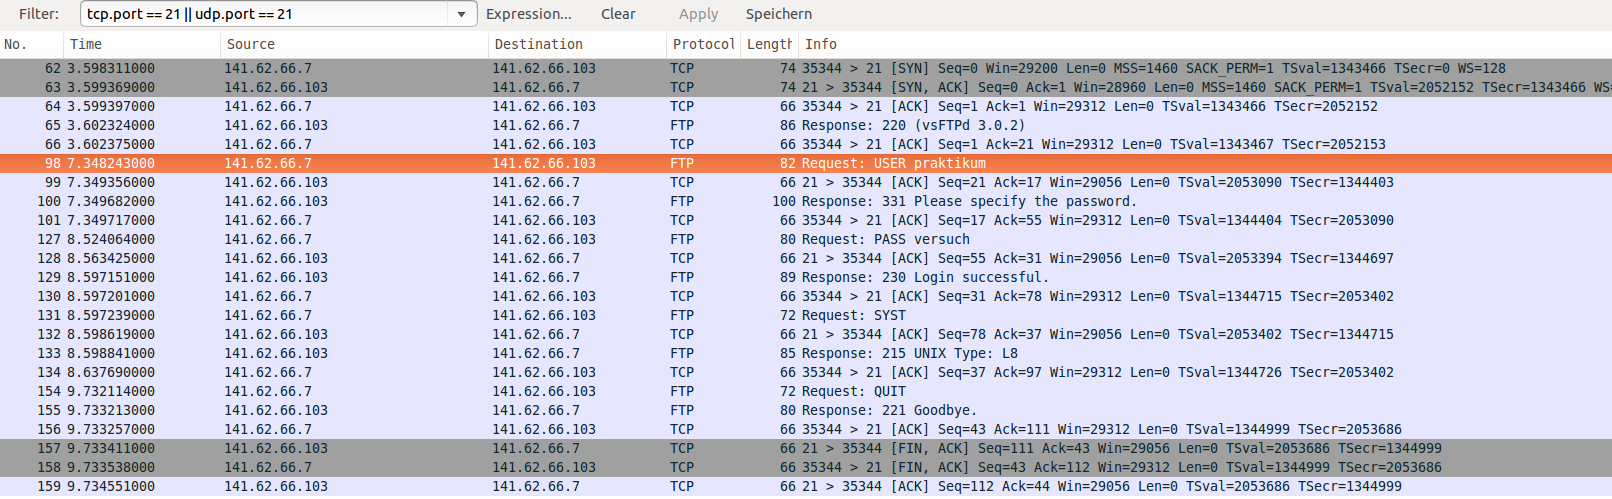 Filter: tcp.port == 21 || udp.port == 21 Expression... Clear Apply Speichern
No. Time Source Destination Protocol Length Info
62 3.598311000 141.62.66.7 141.62.66.103 TCP 74 35344 > 21 [SYN] Seq=0 Win=29200 Len=0 MSS=1460 SACK_PERM=1 TSval=1343466 TSecr=0 WS=128
63 3.599369000 141.62.66.103 141.62.66.7 TCP 74 21 > 35344 [SYN, ACK] Seq=0 Ack=1 Win=28960 Len=0 MSS=1460 SACK_PERM=1 TSval=2052152 TSecr=1343466 WS=
64 3.599397000 141.62.66.7 141.62.66.103 TCP 66 35344 > 21 [ACK] Seq=1 Ack=1 Win=29312 Len=0 TSval=1343466 TSecr=2052152
65 3.602324000 141.62.66.103 141.62.66.7 FTP 86 Response: 220 (vsFTPd 3.0.2)
66 3.602375000 141.62.66.7 141.62.66.103 TCP 66 35344 > 21 [ACK] Seq=1 Ack=21 Win=29312 Len=0 TSval=1343467 TSecr=2052153
98 7.348243000 141.62.66.7 141.62.66.103 FTP 82 Request: USER praktikum
99 7.349356000 141.62.66.103 141.62.66.7 TCP 66 21 > 35344 [ACK] Seq=21 Ack=17 Win=29056 Len=0 TSval=2053090 TSecr=1344403
100 7.349682000 141.62.66.103 141.62.66.7 FTP 100 Response: 331 Please specify the password.
101 7.349717000 141.62.66.7 141.62.66.103 TCP 66 35344 > 21 [ACK] Seq=17 Ack=55 Win=29312 Len=0 TSval=1344404 TSecr=2053090
127 8.524064000 141.62.66.7 141.62.66.103 FTP 80 Request: PASS versuch
128 8.563425000 141.62.66.103 141.62.66.7 TCP 66 21 > 35344 [ACK] Seq=55 Ack=31 Win=29056 Len=0 TSval=2053394 TSecr=1344697
129 8.597151000 141.62.66.103 141.62.66.7 FTP 89 Response: 230 Login successful.
130 8.597201000 141.62.66.7 141.62.66.103 TCP 66 35344 > 21 [ACK] Seq=31 Ack=78 Win=29312 Len=0 TSval=1344715 TSecr=2053402
131 8.597239000 141.62.66.7 141.62.66.103 FTP 72 Request: SYST
132 8.598619000 141.62.66.103 141.62.66.7 TCP 66 21 > 35344 [ACK] Seq=78 Ack=37 Win=29056 Len=0 TSval=2053402 TSecr=1344715
133 8.598841000 141.62.66.103 141.62.66.7 FTP 85 Response: 215 UNIX Type: L8
134 8.637690000 141.62.66.7 141.62.66.103 TCP 66 35344 > 21 [ACK] Seq=37 Ack=97 Win=29312 Len=0 TSval=1344726 TSecr=2053402
154 9.732114000 141.62.66.7 141.62.66.103 FTP 72 Request: QUIT
155 9.733213000 141.62.66.103 141.62.66.7 FTP 80 Response: 221 Goodbye.
156 9.733257000 141.62.66.7 141.62.66.103 TCP 66 35344 > 21 [ACK] Seq=43 Ack=111 Win=29312 Len=0 TSval=1344999 TSecr=2053686
157 9.733411000 141.62.66.103 141.62.66.7 TCP 66 21 > 35344 [FIN, ACK] Seq=111 Ack=43 Win=29056 Len=0 TSval=2053686 TSecr=1344999
158 9.733538000 141.62.66.7 141.62.66.103 TCP 66 35344 > 21 [FIN, ACK] Seq=43 Ack=112 Win=29312 Len=0 TSval=1344999 TSecr=2053686
159 9.734551000 141.62.66.103 141.62.66.7 TCP 66 21 > 35344 [ACK] Seq=112 Ack=44 Win=29056 Len=0 TSval=2053686 TSecr=1344999